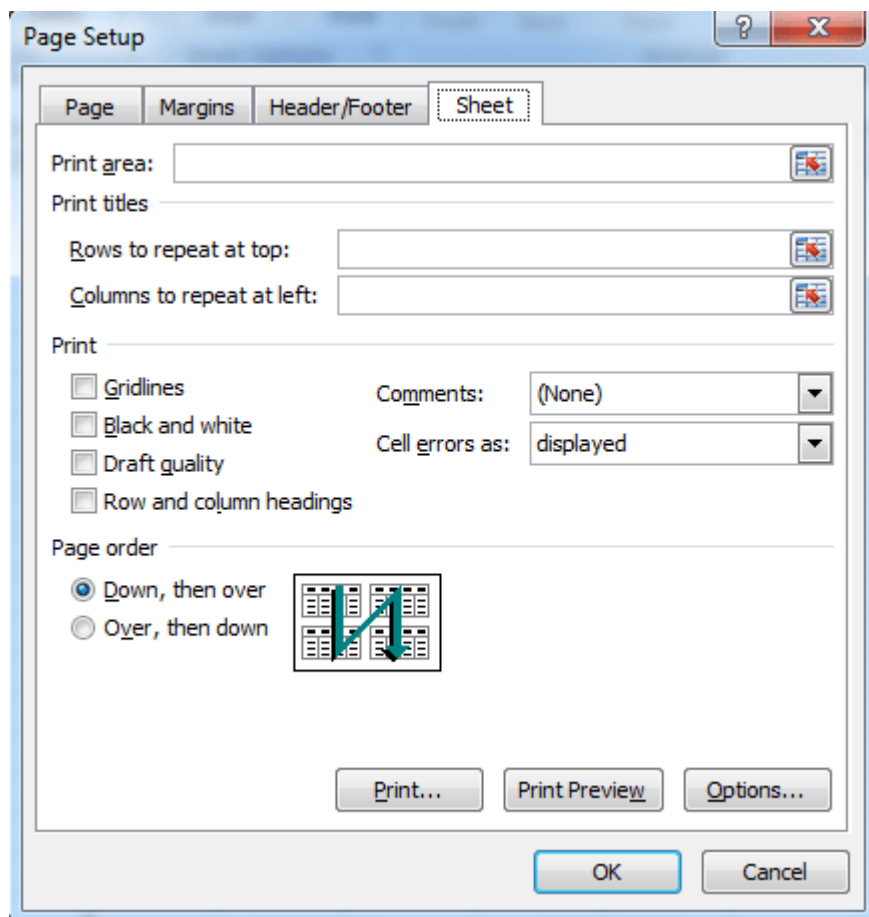 Page Setup
?
X
Page Margins Header/Footer Sheet
Print area:
Print titles
Rows to repeat at top:
Columns to repeat at left:
Print
Gridlines
Comments: (None)
Black and white
Cell errors as: displayed
Draft quality
Row and column headings
Page order
Down, then over
Over, then down
Print... Print Preview Options...
OK Cancel